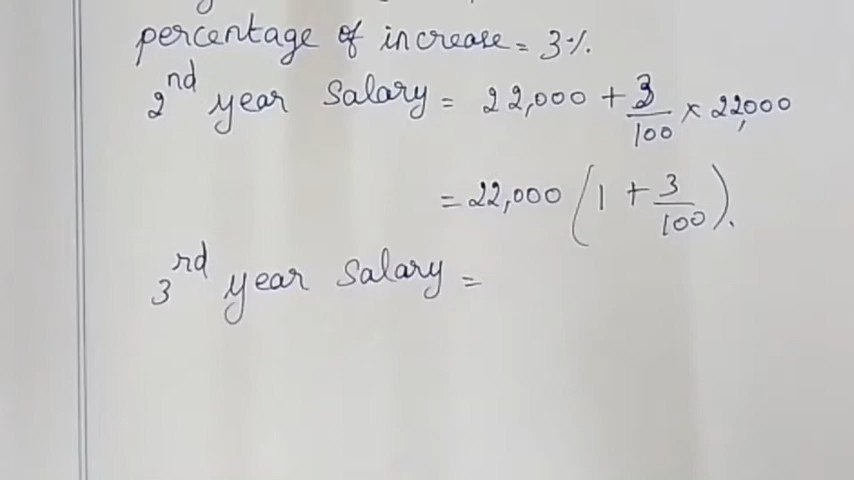 percentage of increase = 3%.
2nd year salary = 22,000 + 3/100 × 22,000
= 22,000 (1 + 3/100).
3rd year salary =